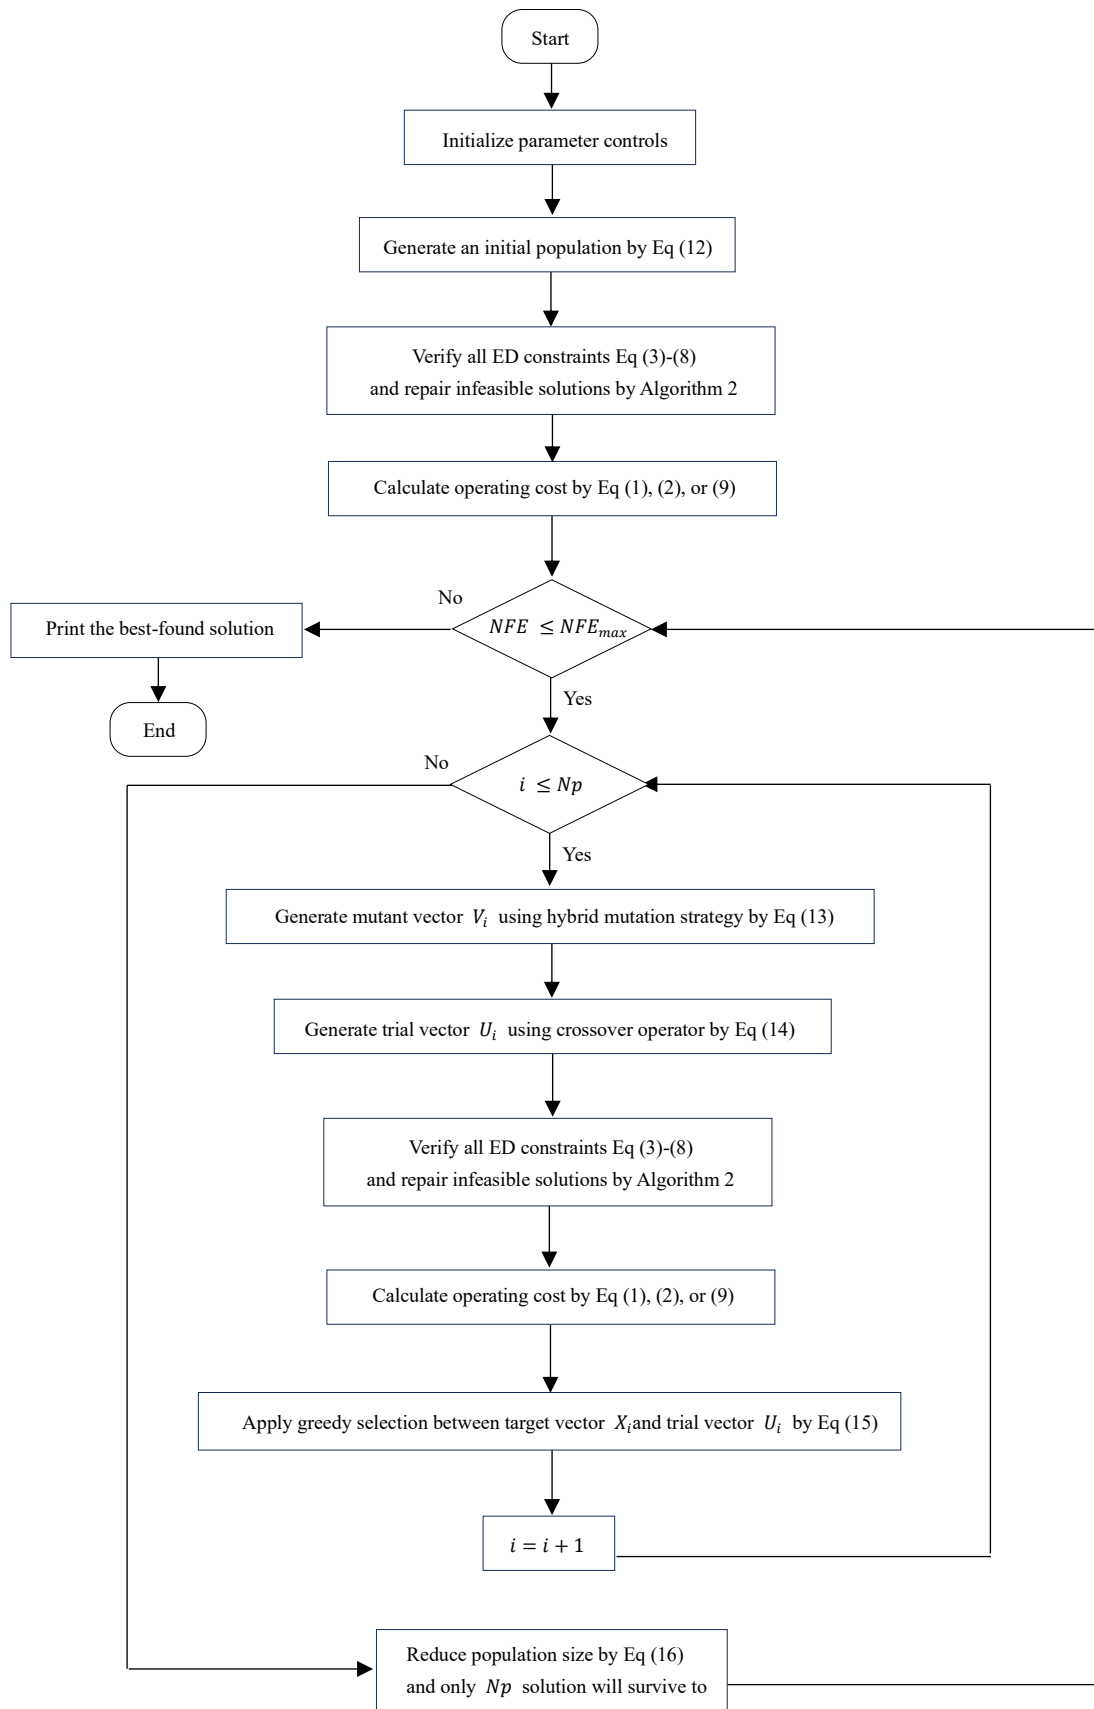 Start
Initialize parameter controls
Generate an initial population by Eq (12)
Verify all ED constraints Eq (3)-(8)
and repair infeasible solutions by Algorithm 2
Calculate operating cost by Eq (1), (2), or (9)
No
NFE ≤ NFE_max
Print the best-found solution
Yes
End
No
i ≤ Np
Yes
Generate mutant vector V_i using hybrid mutation strategy by Eq (13)
Generate trial vector U_i using crossover operator by Eq (14)
Verify all ED constraints Eq (3)-(8)
and repair infeasible solutions by Algorithm 2
Calculate operating cost by Eq (1), (2), or (9)
Apply greedy selection between target vector X_i and trial vector U_i by Eq (15)
i = i + 1
Reduce population size by Eq (16)
and only Np solution will survive to